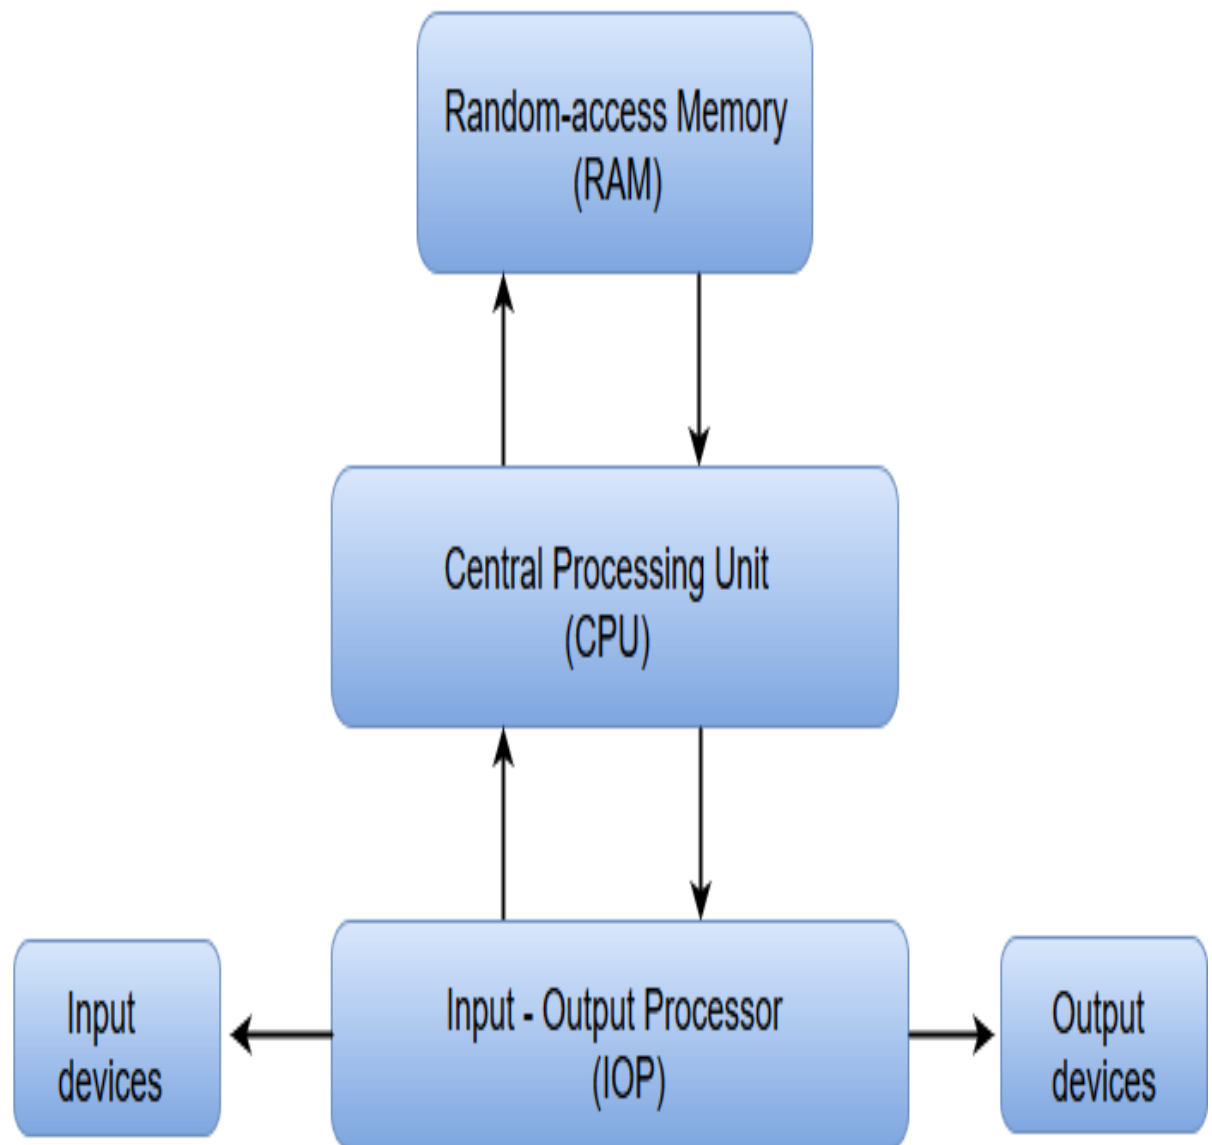 Random-access Memory
(RAM)
Central Processing Unit
(CPU)
Input
devices
Input - Output Processor
(IOP)
Output
devices